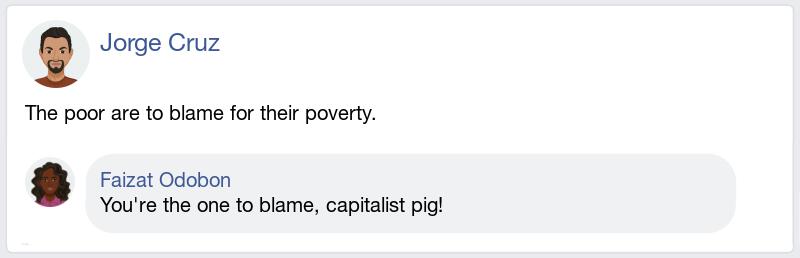 Jorge Cruz
The poor are to blame for their poverty.
Faizat Odobon
You're the one to blame, capitalist pig!